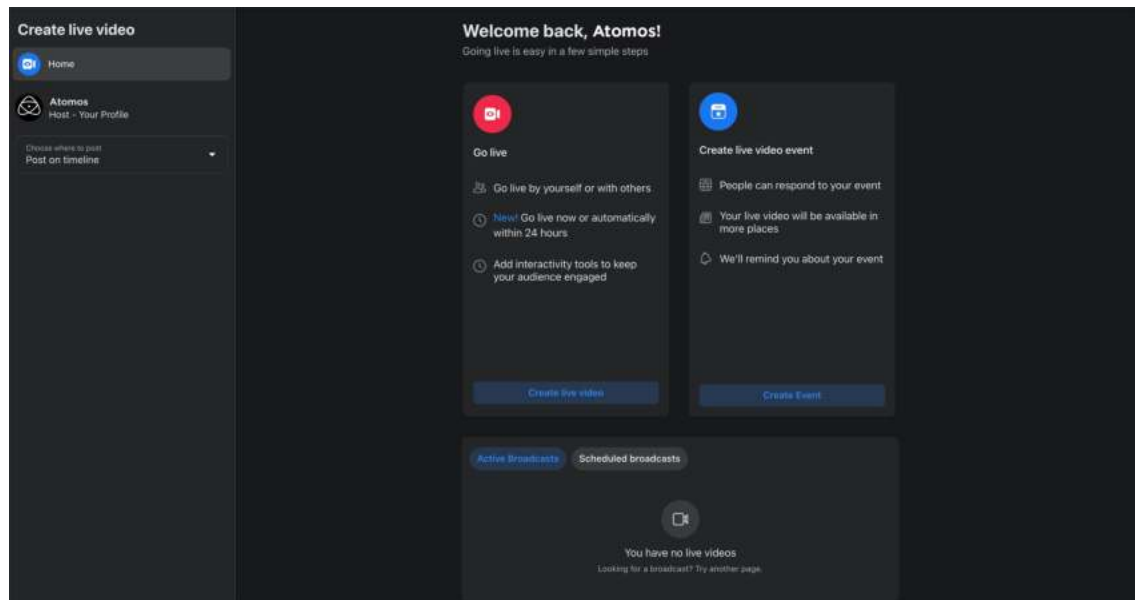 Create live video
Home
Atomos
Host - Your Profile
Choose where to post
Post on timeline
Welcome back, Atomos!
Going live is easy in a few simple steps
Go live
Go live by yourself or with others
New! Go live now or automatically
within 24 hours
Add interactivity tools to keep
your audience engaged
Create live video
Create live video event
People can respond to your event
Your live video will be available in
more places
We'll remind you about your event
Create Event
Active Broadcasts
Scheduled broadcasts
You have no live videos
Looking for a broadcast? Try another page.